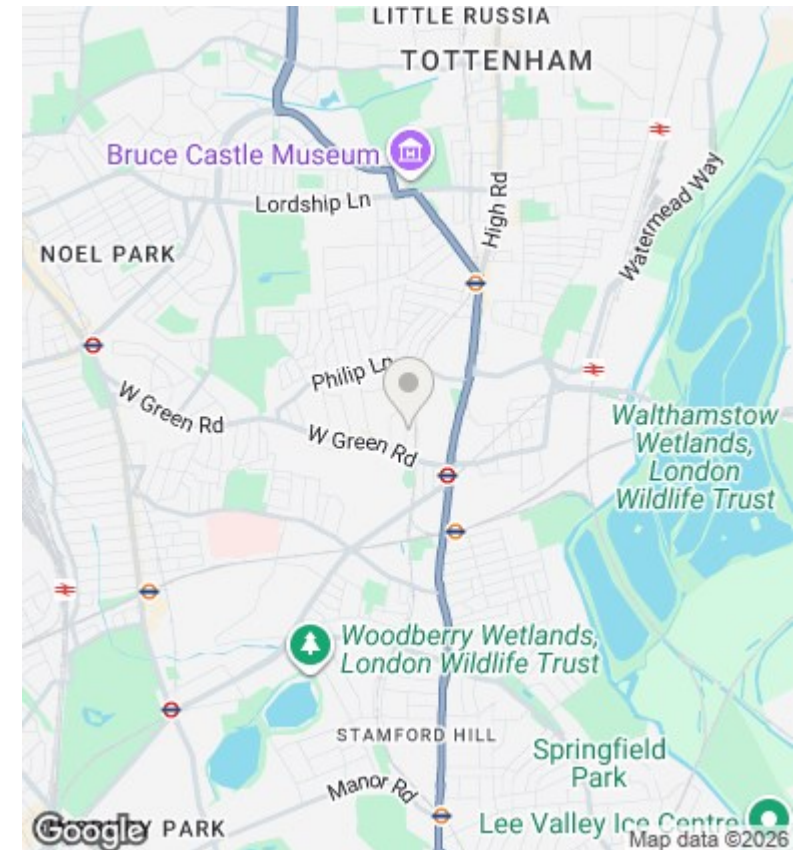 LITTLE RUSSIA
TOTTENHAM
Bruce Castle Museum
Lordship Ln
High Rd
Watermead Way
NOEL PARK
Philip Ln
W Green Rd
W Green Rd
Walthamstow
Wetlands,
London
Wildlife Trust
Woodberry Wetlands,
London Wildlife Trust
STAMFORD HILL
Springfield
Park
Manor Rd
PARK
Lee Valley Ice Centre
Google
Map data ©2026